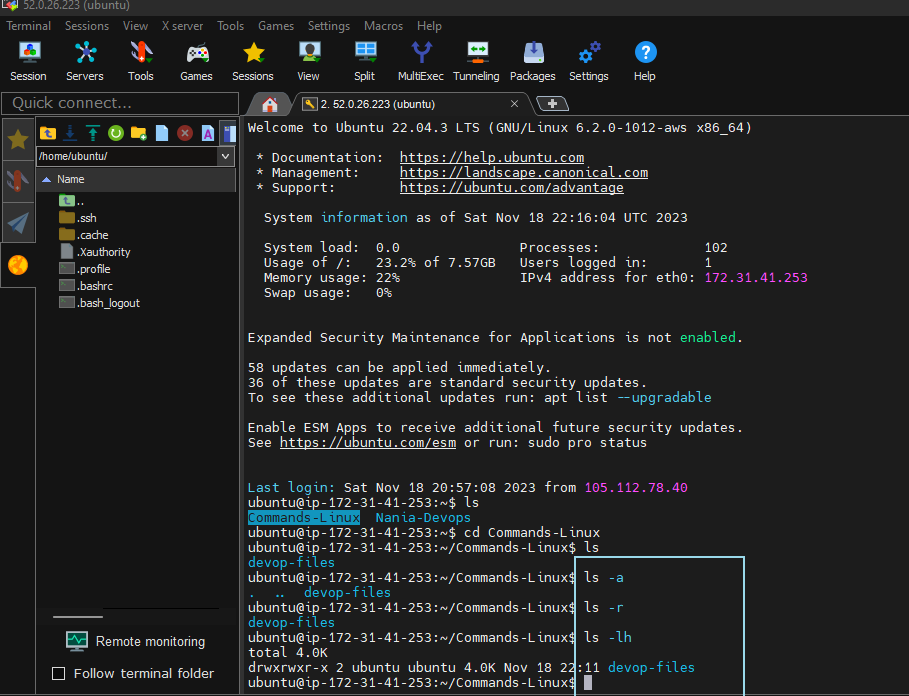 52.0.26.223 (ubuntu)
Terminal Sessions View X server Tools Games Settings Macros Help
Session Servers Tools Games Sessions View Split MultiExec Tunneling Packages Settings Help
Quick connect...
2. 52.0.26.223 (ubuntu)
/home/ubuntu/
Name
..
.ssh
.cache
.Xauthority
.profile
.bashrc
.bash_logout
Remote monitoring
Follow terminal folder
Welcome to Ubuntu 22.04.3 LTS (GNU/Linux 6.2.0-1012-aws x86_64)
* Documentation: https://help.ubuntu.com
* Management: https://landscape.canonical.com
* Support: https://ubuntu.com/advantage
System information as of Sat Nov 18 22:16:04 UTC 2023
System load: 0.0 Processes: 102
Usage of /: 23.2% of 7.57GB Users logged in: 1
Memory usage: 22% IPv4 address for eth0: 172.31.41.253
Swap usage: 0%
Expanded Security Maintenance for Applications is not enabled.
58 updates can be applied immediately.
36 of these updates are standard security updates.
To see these additional updates run: apt list --upgradable
Enable ESM Apps to receive additional future security updates.
See https://ubuntu.com/esm or run: sudo pro status
Last login: Sat Nov 18 20:57:08 2023 from 105.112.78.40
ubuntu@ip-172-31-41-253:~$ ls
Commands-Linux Nania-Devops
ubuntu@ip-172-31-41-253:~$ cd Commands-Linux
ubuntu@ip-172-31-41-253:~/Commands-Linux$ ls
devop-files
ubuntu@ip-172-31-41-253:~/Commands-Linux$ ls -a
. .. devop-files
ubuntu@ip-172-31-41-253:~/Commands-Linux$ ls -r
devop-files
ubuntu@ip-172-31-41-253:~/Commands-Linux$ ls -lh
total 4.0K
drwxrwxr-x 2 ubuntu ubuntu 4.0K Nov 18 22:11 devop-files
ubuntu@ip-172-31-41-253:~/Commands-Linux$